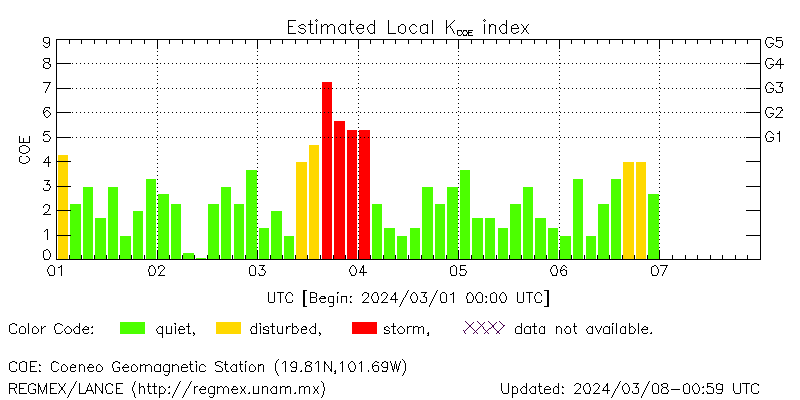 Estimated Local KCOE index
9 G5
8 G4
7 G3
6 G2
5 G1
4
3
2
1
0
COE
01 02 03 04 05 06 07
UTC [Begin: 2024/03/01 00:00 UTC]
Color Code: quiet, disturbed, storm, data not available.
COE: Coeneo Geomagnetic Station (19.81N,101.69W)
REGMEX/LANCE (http://regmex.unam.mx) Updated: 2024/03/08-00:59 UTC